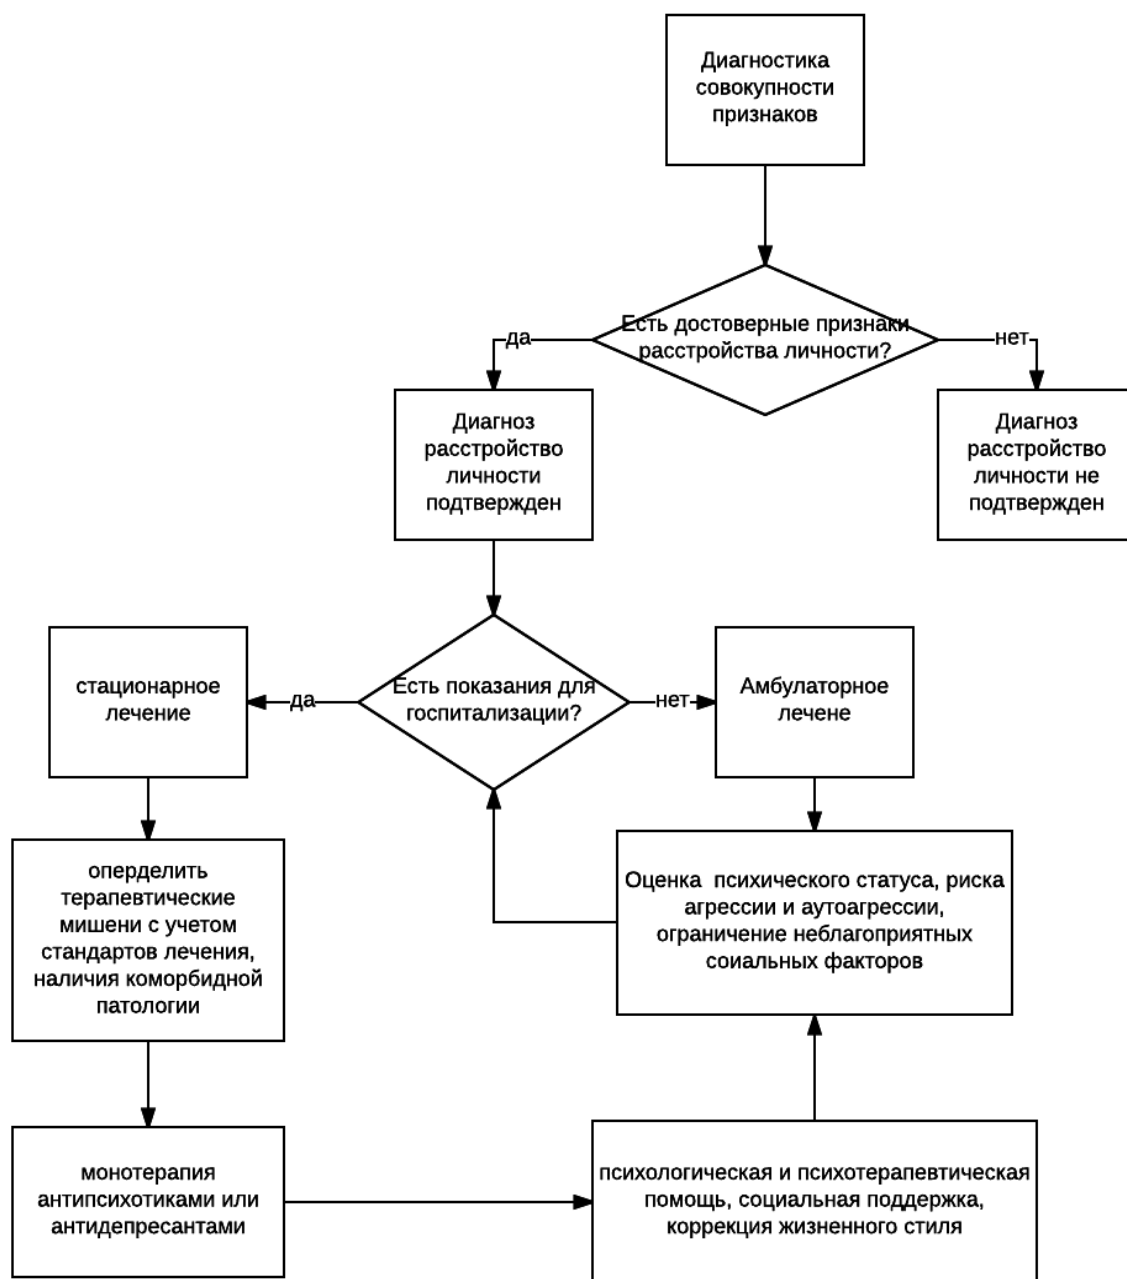 Диагностика
совокупности
признаков
Есть достоверные признаки
расстройства личности?
да
нет
Диагноз
расстройство
личности
подтвержден
Диагноз
расстройство
личности не
подтвержден
Есть показания для
госпитализации?
да
нет
стационарное
лечение
Амбулаторное
лечене
оперделить
терапевтические
мишени с учетом
стандартов лечения,
наличия коморбидной
патологии
Оценка психического статуса, риска
агрессии и аутоагрессии,
ограничение неблагоприятных
соиальных факторов
монотерапия
антипсихотиками или
антидепресантами
психологическая и психотерапевтическая
помощь, социальная поддержка,
коррекция жизненного стиля